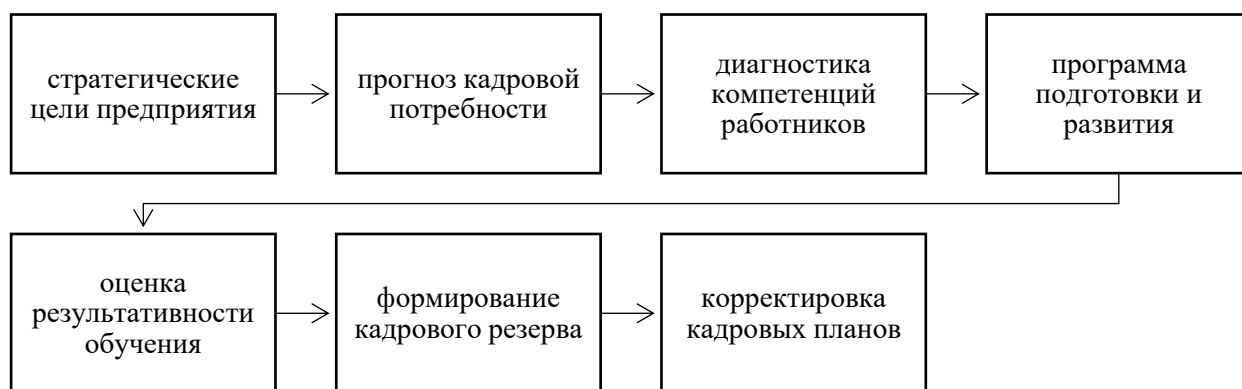 стратегические
цели предприятия
прогноз кадровой
потребности
диагностика
компетенций
работников
программа
подготовки и
развития
оценка
результативности
обучения
формирование
кадрового резерва
корректировка
кадровых планов